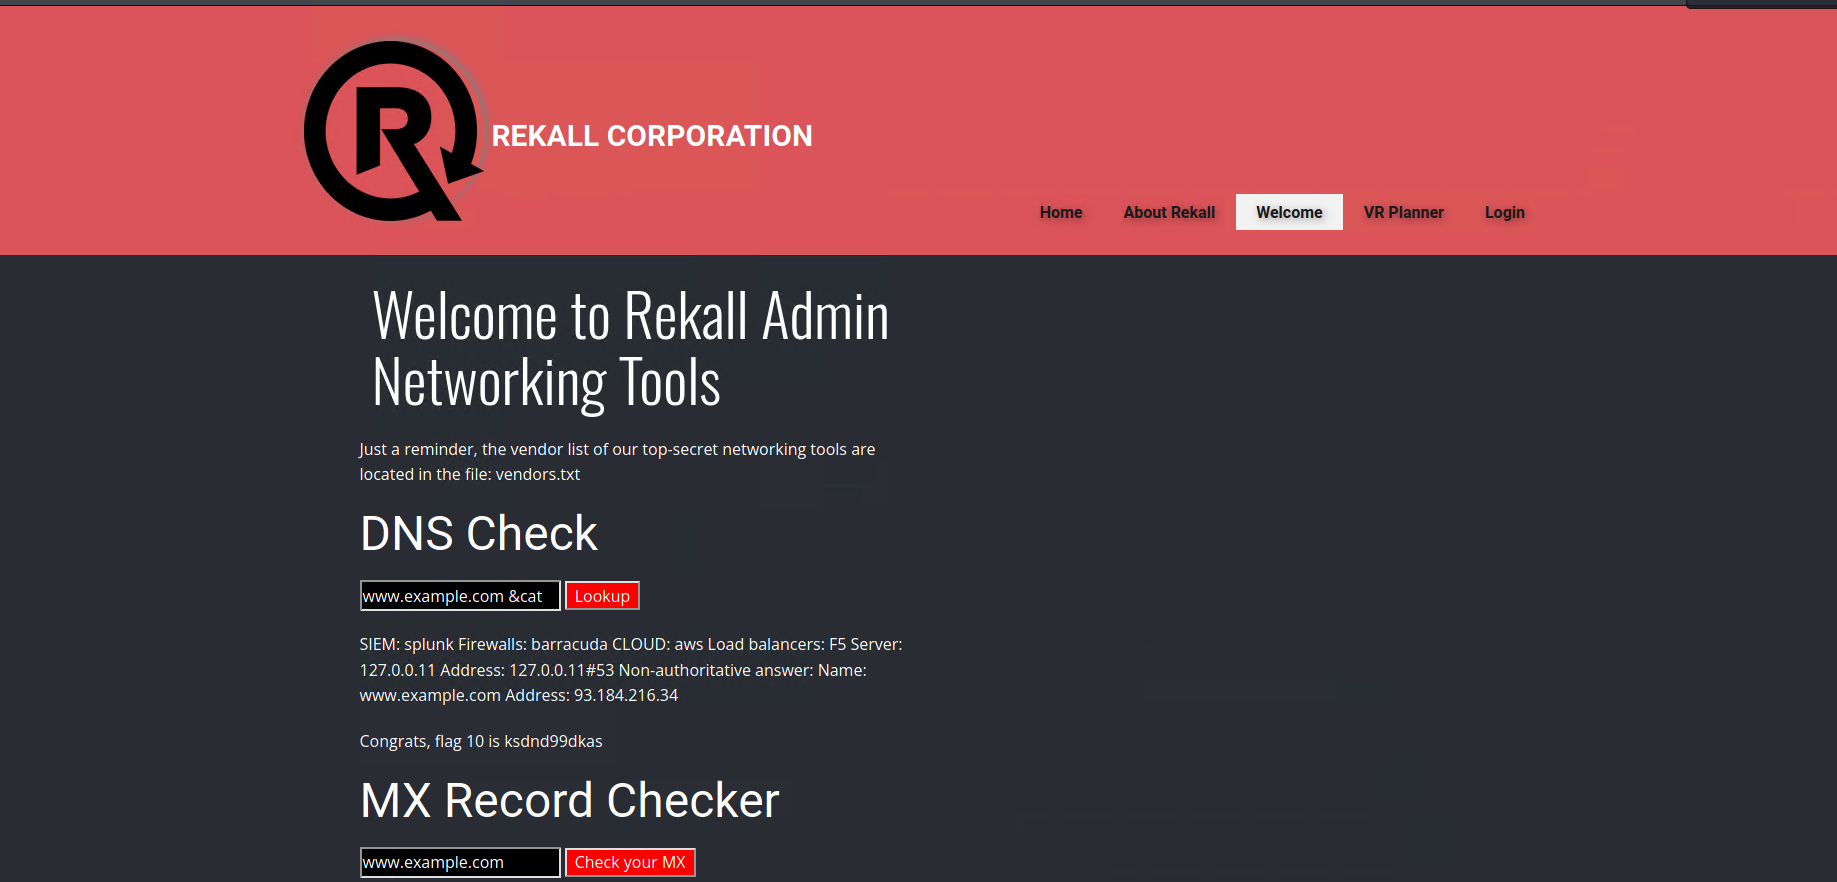 REKALL CORPORATION
Home About Rekall Welcome VR Planner Login
Welcome to Rekall Admin
Networking Tools
Just a reminder, the vendor list of our top-secret networking tools are
located in the file: vendors.txt
DNS Check
www.example.com &cat Lookup
SIEM: splunk Firewalls: barracuda CLOUD: aws Load balancers: F5 Server:
127.0.0.11 Address: 127.0.0.11#53 Non-authoritative answer: Name:
www.example.com Address: 93.184.216.34
Congrats, flag 10 is ksdnd99dkas
MX Record Checker
www.example.com Check your MX